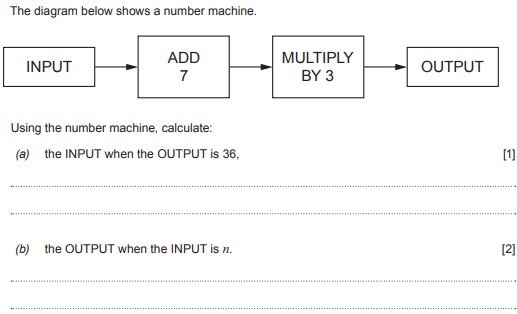 The diagram below shows a number machine.
INPUT
ADD
7
MULTIPLY
BY 3
OUTPUT
Using the number machine, calculate:
(a) the INPUT when the OUTPUT is 36, [1]
(b) the OUTPUT when the INPUT is n. [2]